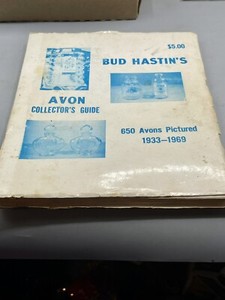 $5.00
BUD HASTIN'S
AVON
COLLECTOR'S GUIDE
650 Avons Pictured
1933-1969